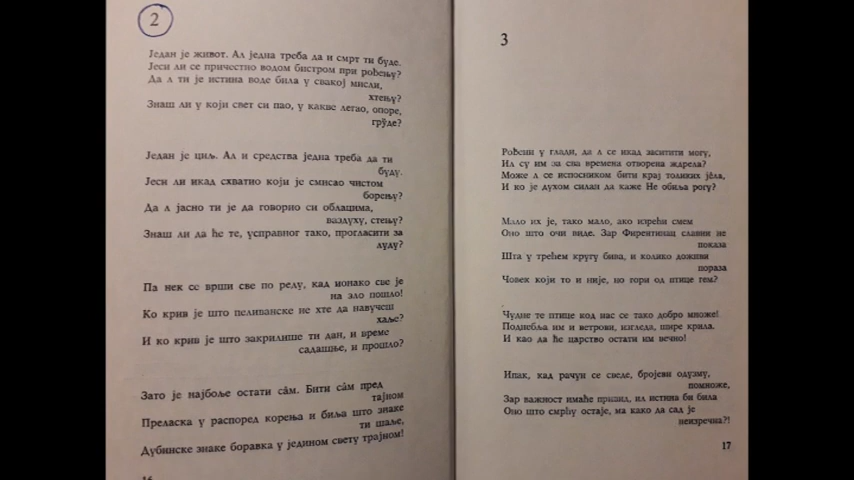 2
Један је живот. Ал једна треба да и смрт ти буде.
Јеси ли се причестио водом бистром при рођењу?
Да л ти је истина воде била у свакој мисли,
хтењу?
Знаш ли у који свет си пао, у какве легао, опоре,
груде?
Један је циљ. Ал и средства једна треба да ти
буду.
Јеси ли икад схватио који је смисао чистом
борењу?
Да л јасно ти је да говорио си облацима,
ваздуху, стењу?
Знаш ли да ће те, усправног тако, прогласити за
луду?
Па нек се врши све по реду, кад ионако све је
на зло пошло!
Ко крив је што пеливанске не хте да навучеш
хаље?
И ко крив је што закрилише ти дан, и време
садашње, и прошло?
Зато је најбоље остати са̂м. Бити са̂м пред
тајном
Преласка у распоред корења и биља што знаке
ти шаље,
Дубинске знаке боравка у једином свету трајном!
16
3
Рођени у глади, да л се икад заситити могу,
Ил су им за сва времена отворена ждрела?
Може л се испосником бити крај толиких јела,
И ко је духом силан да каже Не обиља рогу?
Мало их је, тако мало, ако изрећи смем
Оно што очи виде. Зар Фирентинац славни не
показа
Шта у трећем кругу бива, и колико доживи
пораза
Човек који то и није, но гори од птице гем?
Чудне те птице код нас се тако добро множе!
Поднебља им и ветрови, изгледа, шире крила.
И као да ће царство остати им вечно!
Ипак, кад рачун се сведе, бројеви одузму,
помноже,
Зар важност имаће привид, ил истина би била
Оно што смрћу остаје, ма како да сад је
неизречна?!
17